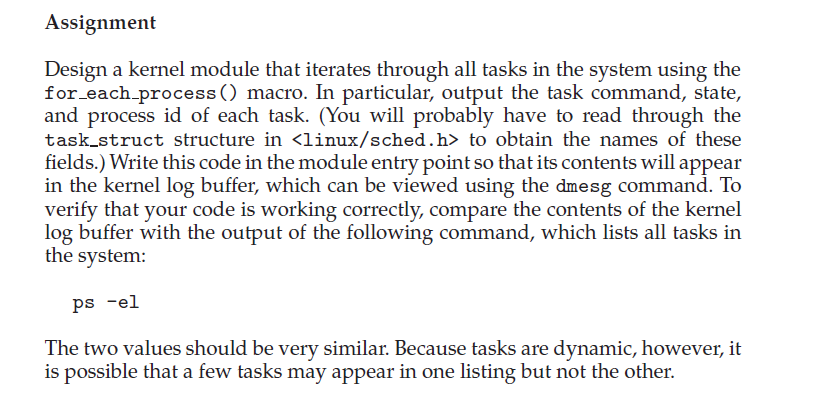 Assignment
Design a kernel module that iterates through all tasks in the system using the
for_each_process() macro. In particular, output the task command, state,
and process id of each task. (You will probably have to read through the
task_struct structure in <linux/sched.h> to obtain the names of these
fields.) Write this code in the module entry point so that its contents will appear
in the kernel log buffer, which can be viewed using the dmesg command. To
verify that your code is working correctly, compare the contents of the kernel
log buffer with the output of the following command, which lists all tasks in
the system:
ps -el
The two values should be very similar. Because tasks are dynamic, however, it
is possible that a few tasks may appear in one listing but not the other.